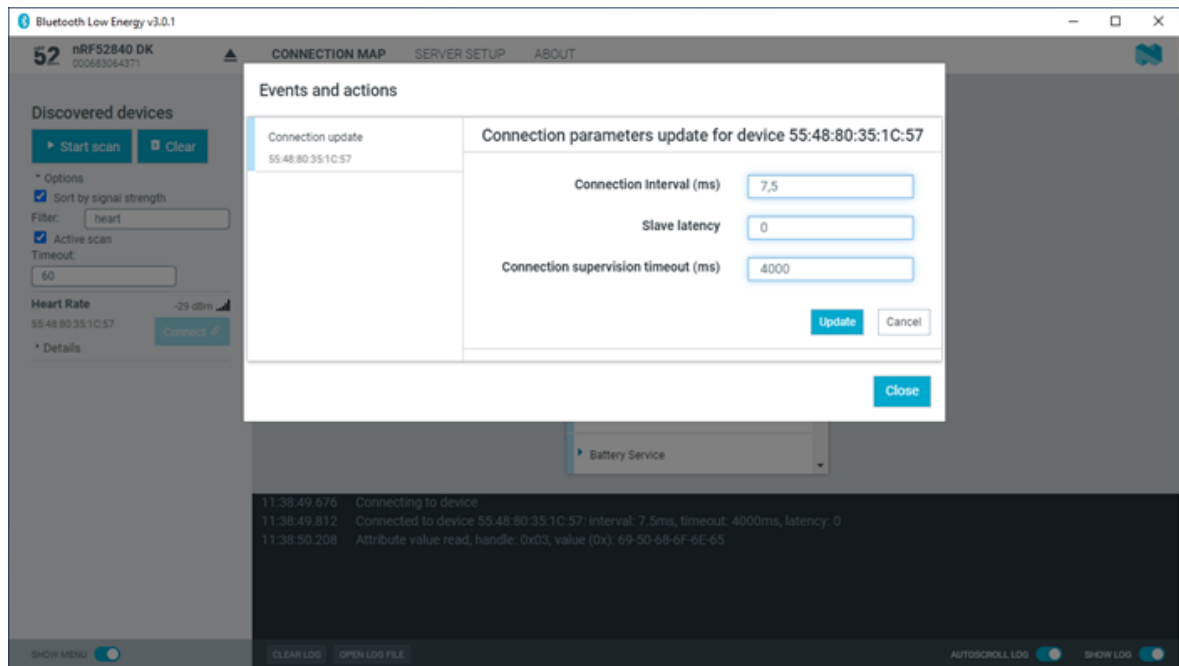 Bluetooth Low Energy v3.0.1
52 nRF52840 DK
000683064371
CONNECTION MAP SERVER SETUP ABOUT
Discovered devices
Start scan Clear
Options
Sort by signal strength
Filter: heart
Active scan
Timeout:
60
Heart Rate -29 dBm
55:48:80:35:1C:57
Connect
Details
Events and actions
Connection update
55:48:80:35:1C:57
Connection parameters update for device 55:48:80:35:1C:57
Connection Interval (ms) 7,5
Slave latency 0
Connection supervision timeout (ms) 4000
Update Cancel
Close
Battery Service
11:38:49.676 Connecting to device
11:38:49.812 Connected to device 55:48:80:35:1C:57: interval: 7.5ms, timeout: 4000ms, latency: 0
11:38:50.208 Attribute value read, handle: 0x03, value (0x): 69-50-68-6F-6E-65
SHOW MENU CLEAR LOG OPEN LOG FILE AUTOSCROLL LOG SHOW LOG